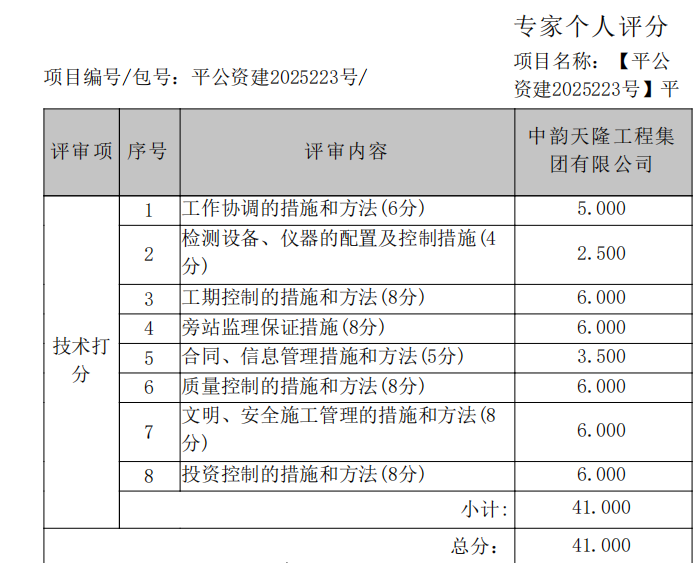 专家个人评分
项目编号/包号：平公资建2025223号/
项目名称：【平公
资建2025223号】平
评审项 序号 评审内容 中韵天隆工程集
团有限公司
技术打
分
1 工作协调的措施和方法(6分) 5.000
2 检测设备、仪器的配置及控制措施(4
分) 2.500
3 工期控制的措施和方法(8分) 6.000
4 旁站监理保证措施(8分) 6.000
5 合同、信息管理措施和方法(5分) 3.500
6 质量控制的措施和方法(8分) 6.000
7 文明、安全施工管理的措施和方法(8
分) 6.000
8 投资控制的措施和方法(8分) 6.000
小计: 41.000
总分： 41.000